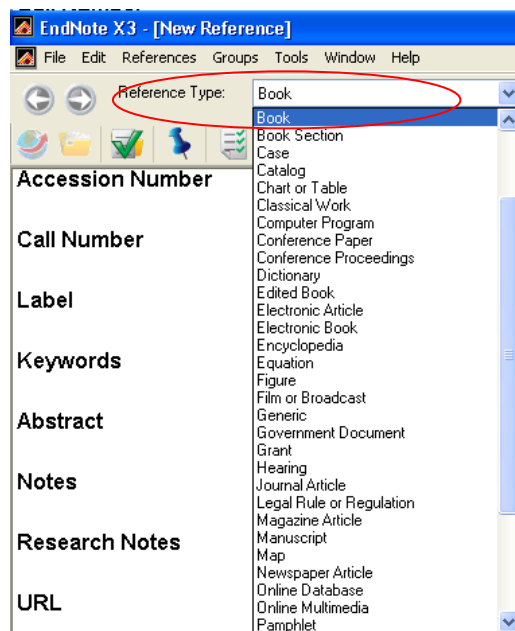 EndNote X3 - [New Reference]
File Edit References Groups Tools Window Help
Reference Type: Book
Book
Book Section
Case
Catalog
Chart or Table
Classical Work
Computer Program
Conference Paper
Conference Proceedings
Dictionary
Edited Book
Electronic Article
Electronic Book
Encyclopedia
Equation
Figure
Film or Broadcast
Generic
Government Document
Grant
Hearing
Journal Article
Legal Rule or Regulation
Magazine Article
Manuscript
Map
Newspaper Article
Online Database
Online Multimedia
Pamphlet
Accession Number
Call Number
Label
Keywords
Abstract
Notes
Research Notes
URL